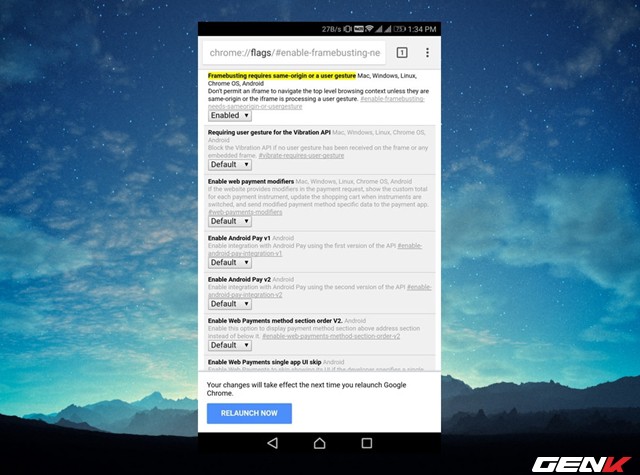 27B/s 75 1:34 PM
chrome://flags/#enable-framebusting-ne 1
Framebusting requires same-origin or a user gesture Mac, Windows, Linux,
Chrome OS, Android
Don't permit an iframe to navigate the top level browsing context unless they are
same-origin or the iframe is processing a user gesture. #enable-framebusting-
needs-sameorigin-or-usergesture
Enabled
Requiring user gesture for the Vibration API Mac, Windows, Linux, Chrome OS,
Android
Block the Vibration API if no user gesture has been received on the frame or any
embedded frame. #vibrate-requires-user-gesture
Default
Enable web payment modifiers Mac, Windows, Linux, Chrome OS, Android
If the website provides modifiers in the payment request, show the custom total
for each payment instrument, update the shopping cart when instruments are
switched, and send modified payment method specific data to the payment app.
#web-payments-modifiers
Default
Enable Android Pay v1 Android
Enable integration with Android Pay using the first version of the API #enable-
android-pay-integration-v1
Default
Enable Android Pay v2 Android
Enable integration with Android Pay using the second version of the API #enable-
android-pay-integration-v2
Default
Enable Web Payments method section order V2. Android
Enable this option to display payment method section above address section
instead of below it. #enable-web-payments-method-section-order-v2
Default
Enable Web Payments single app UI skip Android
Your changes will take effect the next time you relaunch Google
Chrome.
RELAUNCH NOW
GENK